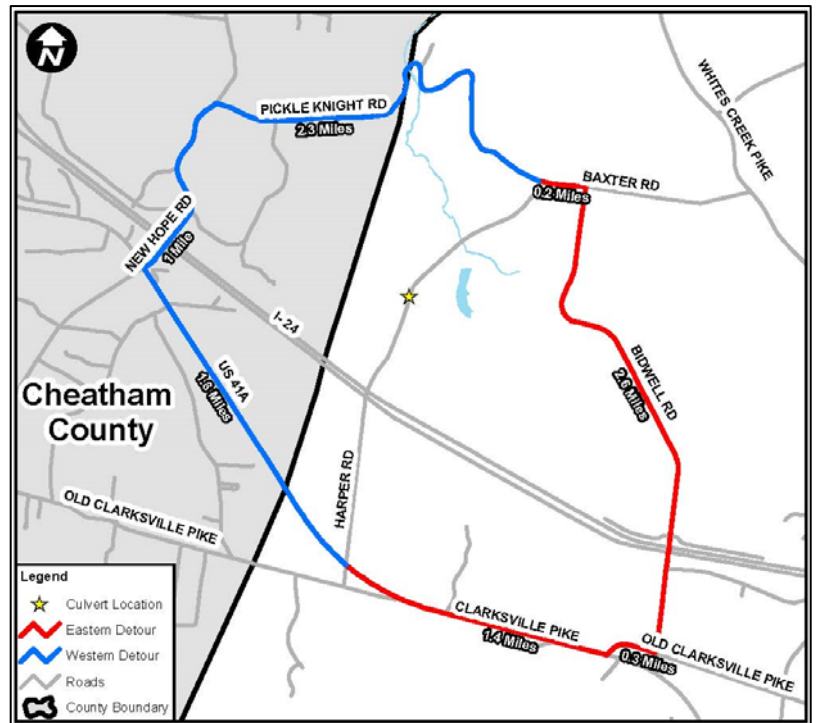 N
PICKLE KNIGHT RD
2.3 Miles
WHITES CREEK PIKE
BAXTER RD
0.2 Miles
NEW HOPE RD
1 Mile
I-24
US 41A
1.8 Miles
BIDWELL RD
2.6 Miles
Cheatham
County
HARPER RD
OLD CLARKSVILLE PIKE
CLARKSVILLE PIKE
1.4 Miles
0.3 Miles
OLD CLARKSVILLE PIKE
Legend
Culvert Location
Eastern Detour
Western Detour
Roads
County Boundary